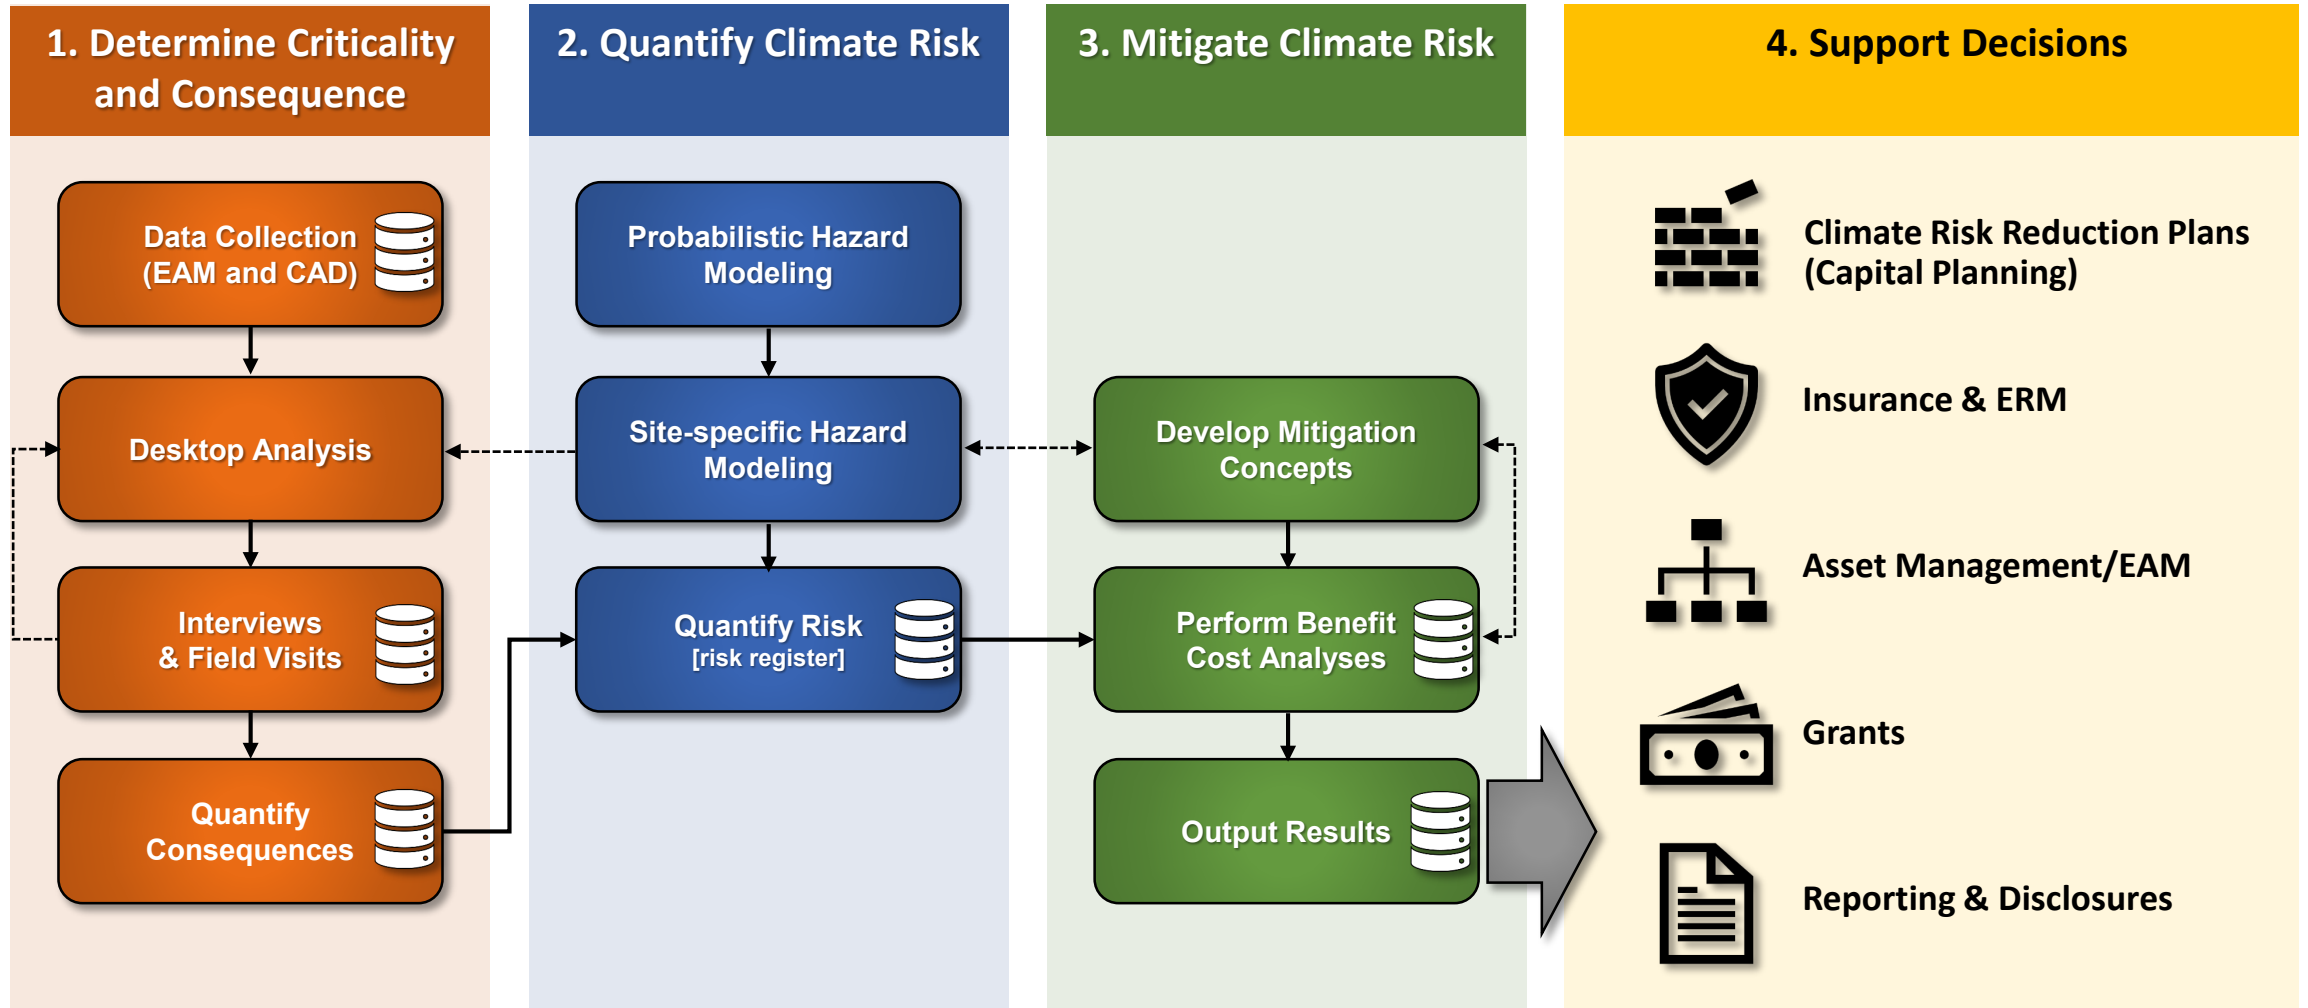 1. Determine Criticality
and Consequence
Data Collection
(EAM and CAD)
Desktop Analysis
Interviews
& Field Visits
Quantify
Consequences
2. Quantify Climate Risk
Probabilistic Hazard
Modeling
Site-specific Hazard
Modeling
Quantify Risk
[risk register]
3. Mitigate Climate Risk
Develop Mitigation
Concepts
Perform Benefit
Cost Analyses
Output Results
4. Support Decisions
Climate Risk Reduction Plans
(Capital Planning)
Insurance & ERM
Asset Management/EAM
Grants
Reporting & Disclosures